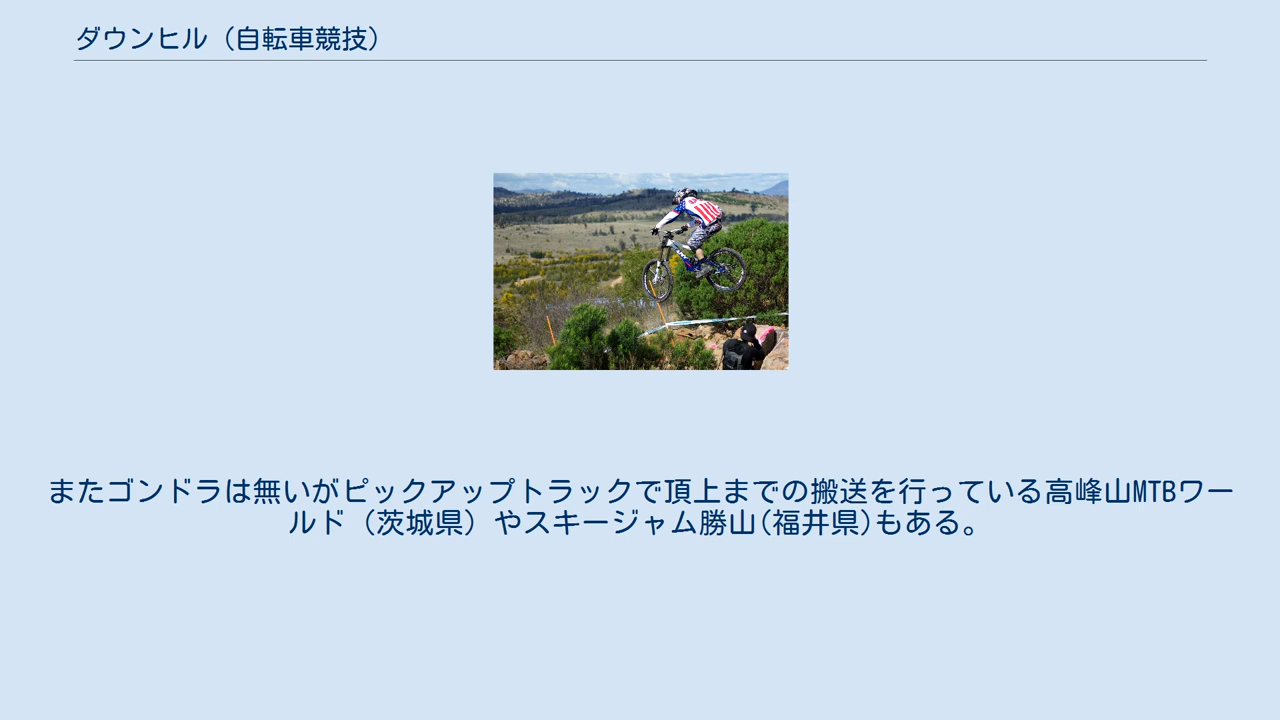 ダウンヒル（自転車競技）
またゴンドラは無いがピックアップトラックで頂上までの搬送を行っている高峰山MTBワー
ルド（茨城県）やスキージャム勝山(福井県)もある。